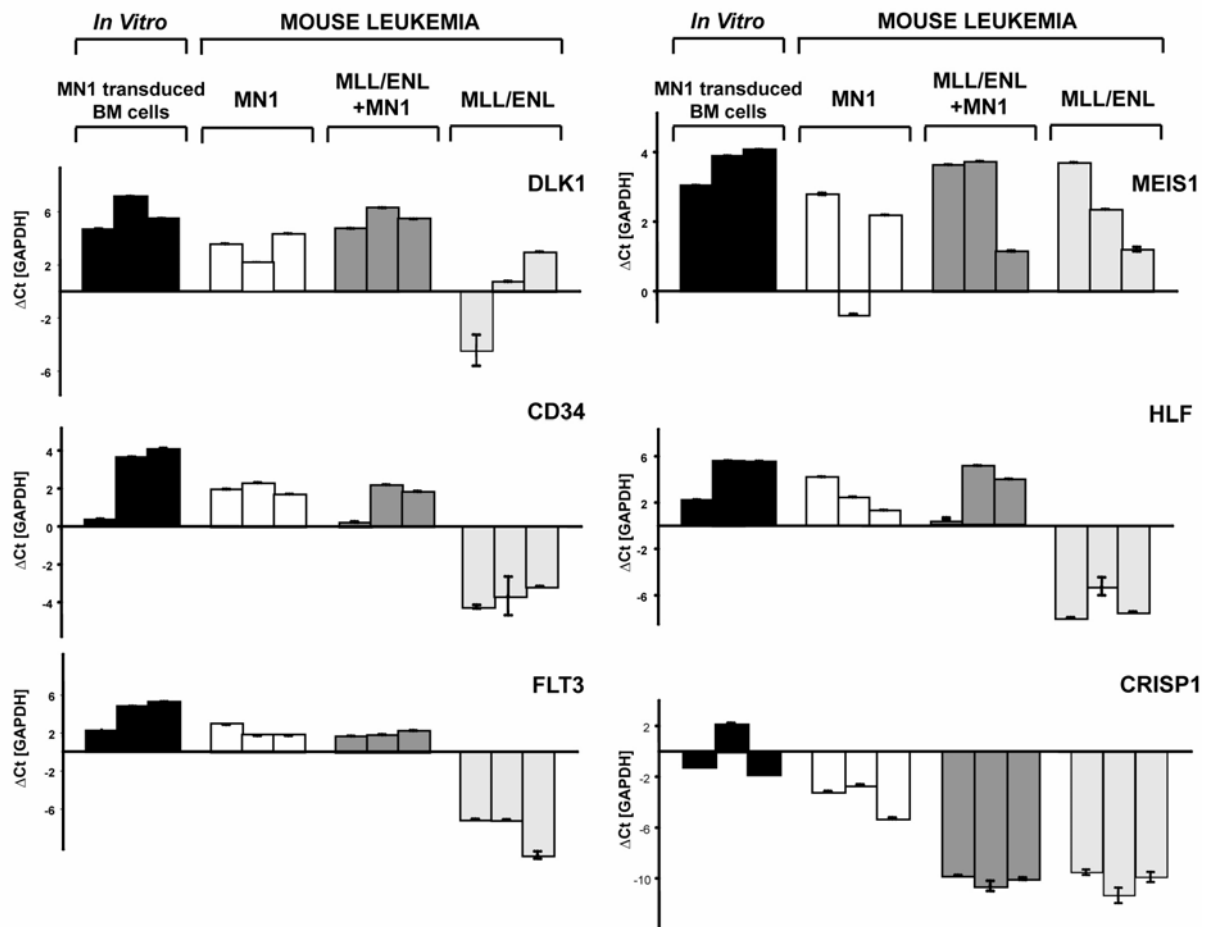 In Vitro
MOUSE LEUKEMIA
MN1 transduced
BM cells
MN1
MLL/ENL
+MN1
MLL/ENL
In Vitro
MOUSE LEUKEMIA
MN1 transduced
BM cells
MN1
MLL/ENL
+MN1
MLL/ENL
DLK1
ΔCt [GAPDH]
6
2
-2
-6
MEIS1
ΔCt [GAPDH]
4
2
0
CD34
ΔCt [GAPDH]
4
2
0
-2
-4
HLF
ΔCt [GAPDH]
6
2
-2
-6
FLT3
ΔCt [GAPDH]
6
2
-2
-6
CRISP1
ΔCt [GAPDH]
2
-2
-6
-10